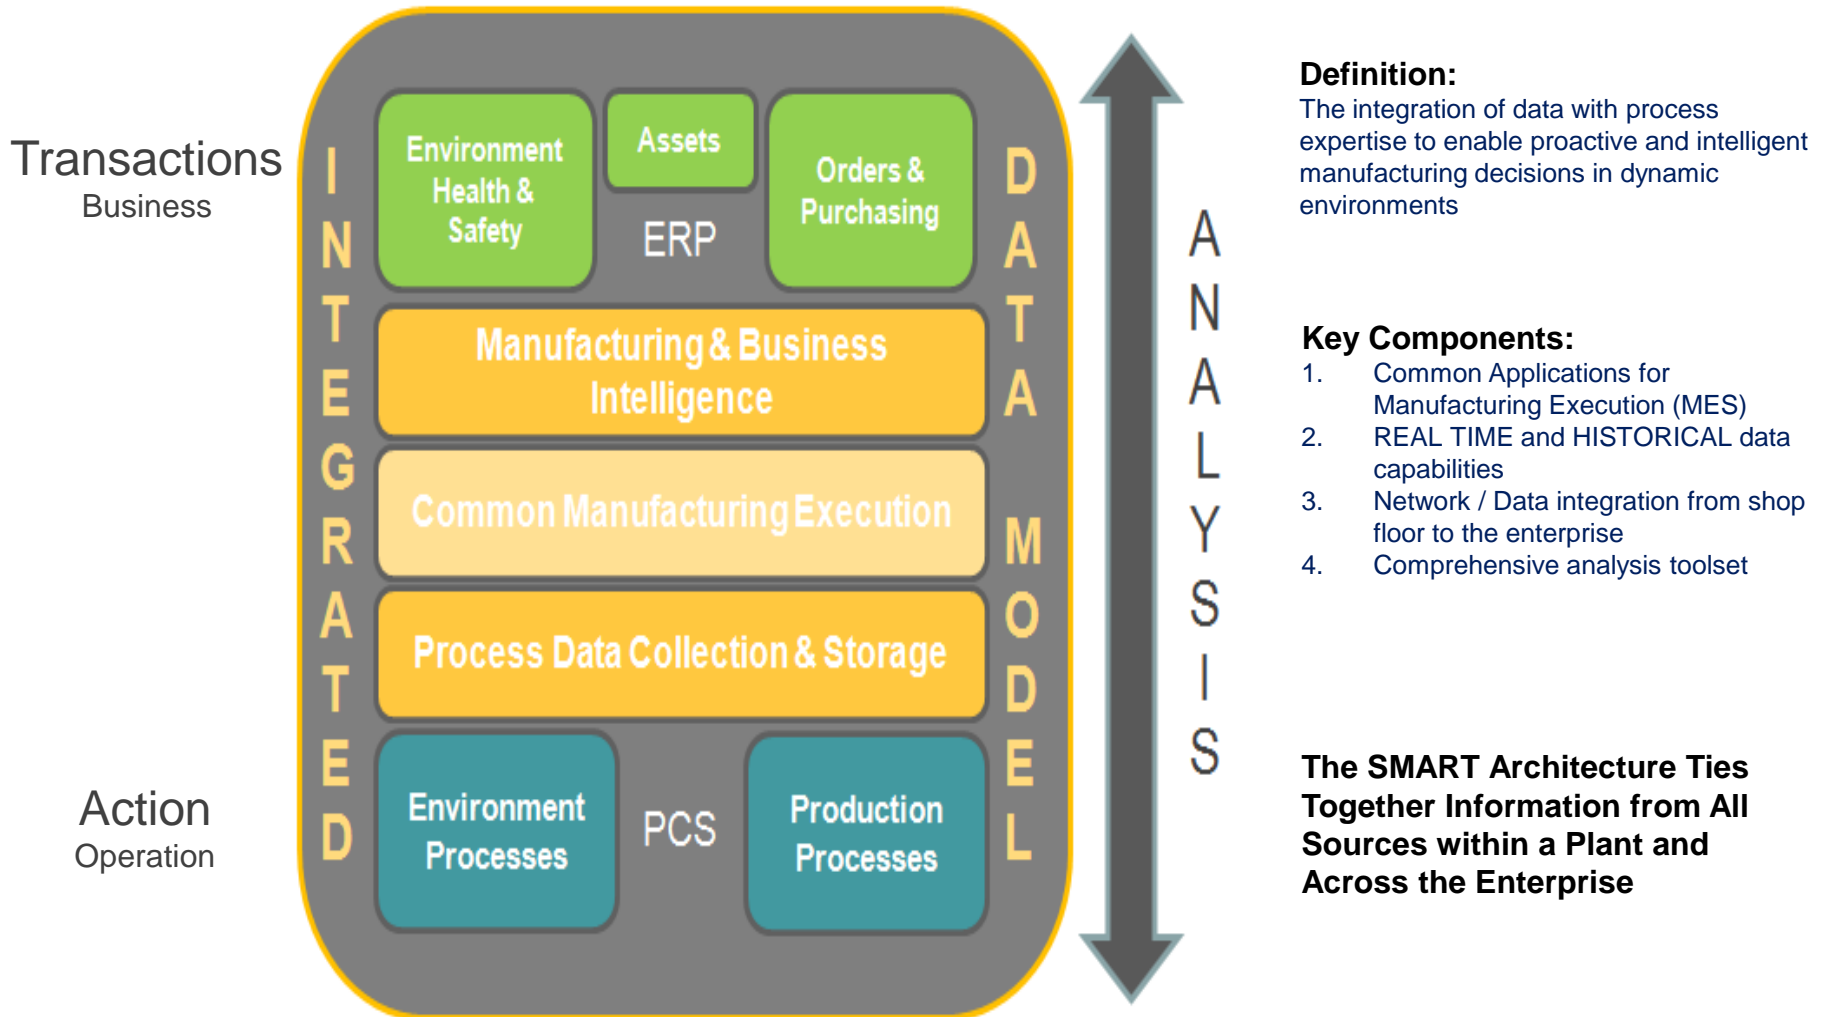 Transactions
Business
Action
Operation
INTEGRATED
Environment
Health &
Safety
Assets
ERP
Orders &
Purchasing
Manufacturing & Business
Intelligence
Common Manufacturing Execution
Process Data Collection & Storage
Environment
Processes
PCS
Production
Processes
DATA MODEL
ANALYSIS
Definition:
The integration of data with process
expertise to enable proactive and intelligent
manufacturing decisions in dynamic
environments
Key Components:
1. Common Applications for
Manufacturing Execution (MES)
2. REAL TIME and HISTORICAL data
capabilities
3. Network / Data integration from shop
floor to the enterprise
4. Comprehensive analysis toolset
The SMART Architecture Ties
Together Information from All
Sources within a Plant and
Across the Enterprise